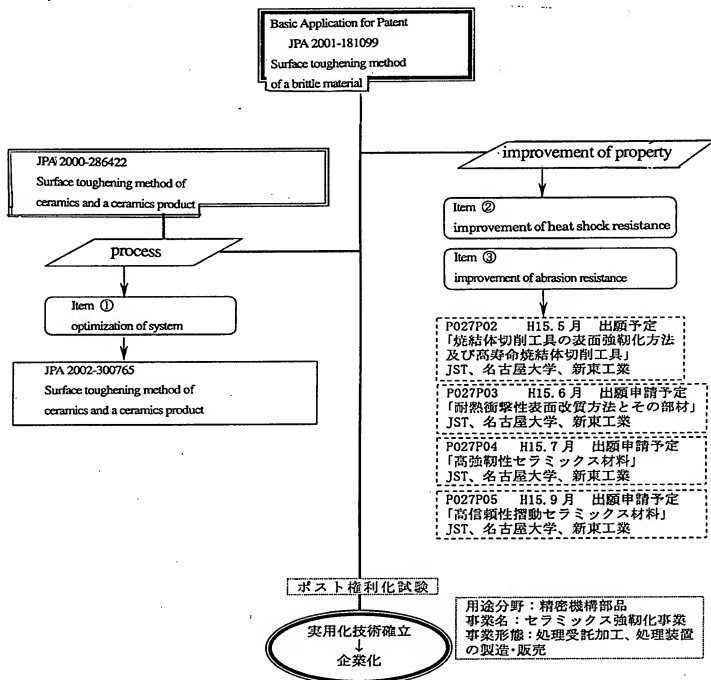 Basic Application for Patent
JPA 2001-181099
Surface toughening method
of a brittle material
JPA 2000-286422
Surface toughening method of
ceramics and a ceramics product
process
Item ①
optimization of system
JPA 2002-300765
Surface toughening method of
ceramics and a ceramics product
improvement of property
Item ②
improvement of heat shock resistance
Item ③
improvement of abrasion resistance
P027P02 H15.5月 出願予定
「焼結体切削工具の表面強靱化方法
及び高寿命焼結体切削工具」
JST、名古屋大学、新東工業
P027P03 H15.6月 出願申請予定
「耐熱衝撃性表面改質方法とその部材」
JST、名古屋大学、新東工業
P027P04 H15.7月 出願申請予定
「高強靱性セラミックス材料」
JST、名古屋大学、新東工業
P027P05 H15.9月 出願申請予定
「高信頼性摺動セラミックス材料」
JST、名古屋大学、新東工業
ポスト権利化試験
実用化技術確立
↓
企業化
用途分野：精密機構部品
事業名：セラミックス強靱化事業
事業形態：処理受託加工、処理装置
の製造・販売